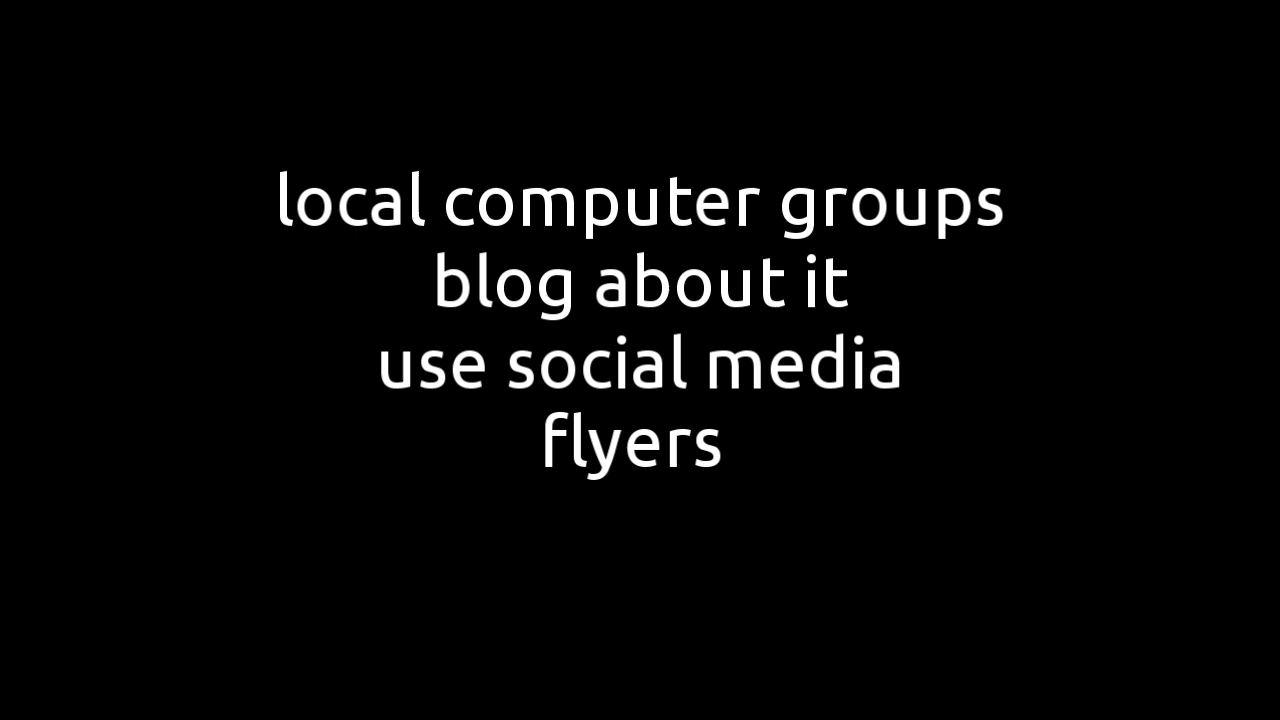 local computer groups
blog about it
use social media
flyers